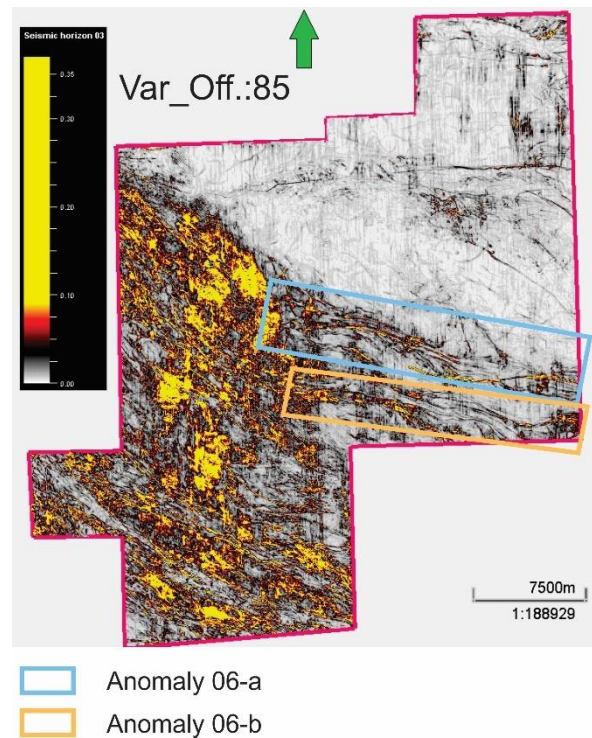 Seismic horizon 03
Var_Off.:85
0.35
0.30
0.20
0.10
0.00
7500m
1:188929
Anomaly 06-a
Anomaly 06-b